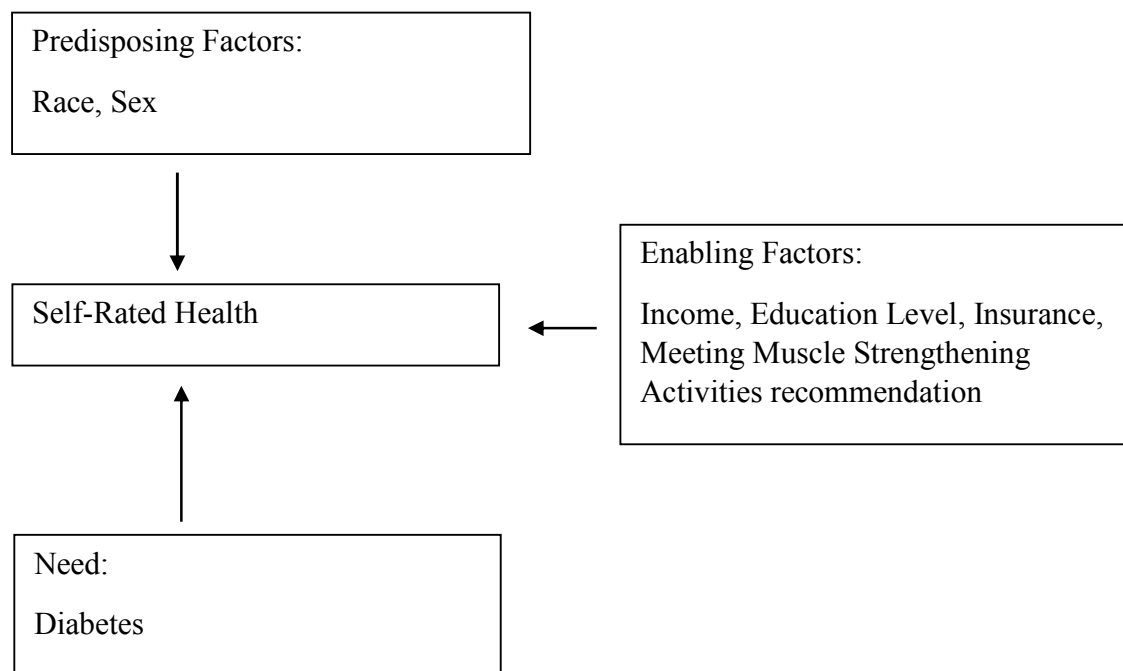 Predisposing Factors:
Race, Sex
Self-Rated Health
Enabling Factors:
Income, Education Level, Insurance,
Meeting Muscle Strengthening
Activities recommendation
Need:
Diabetes